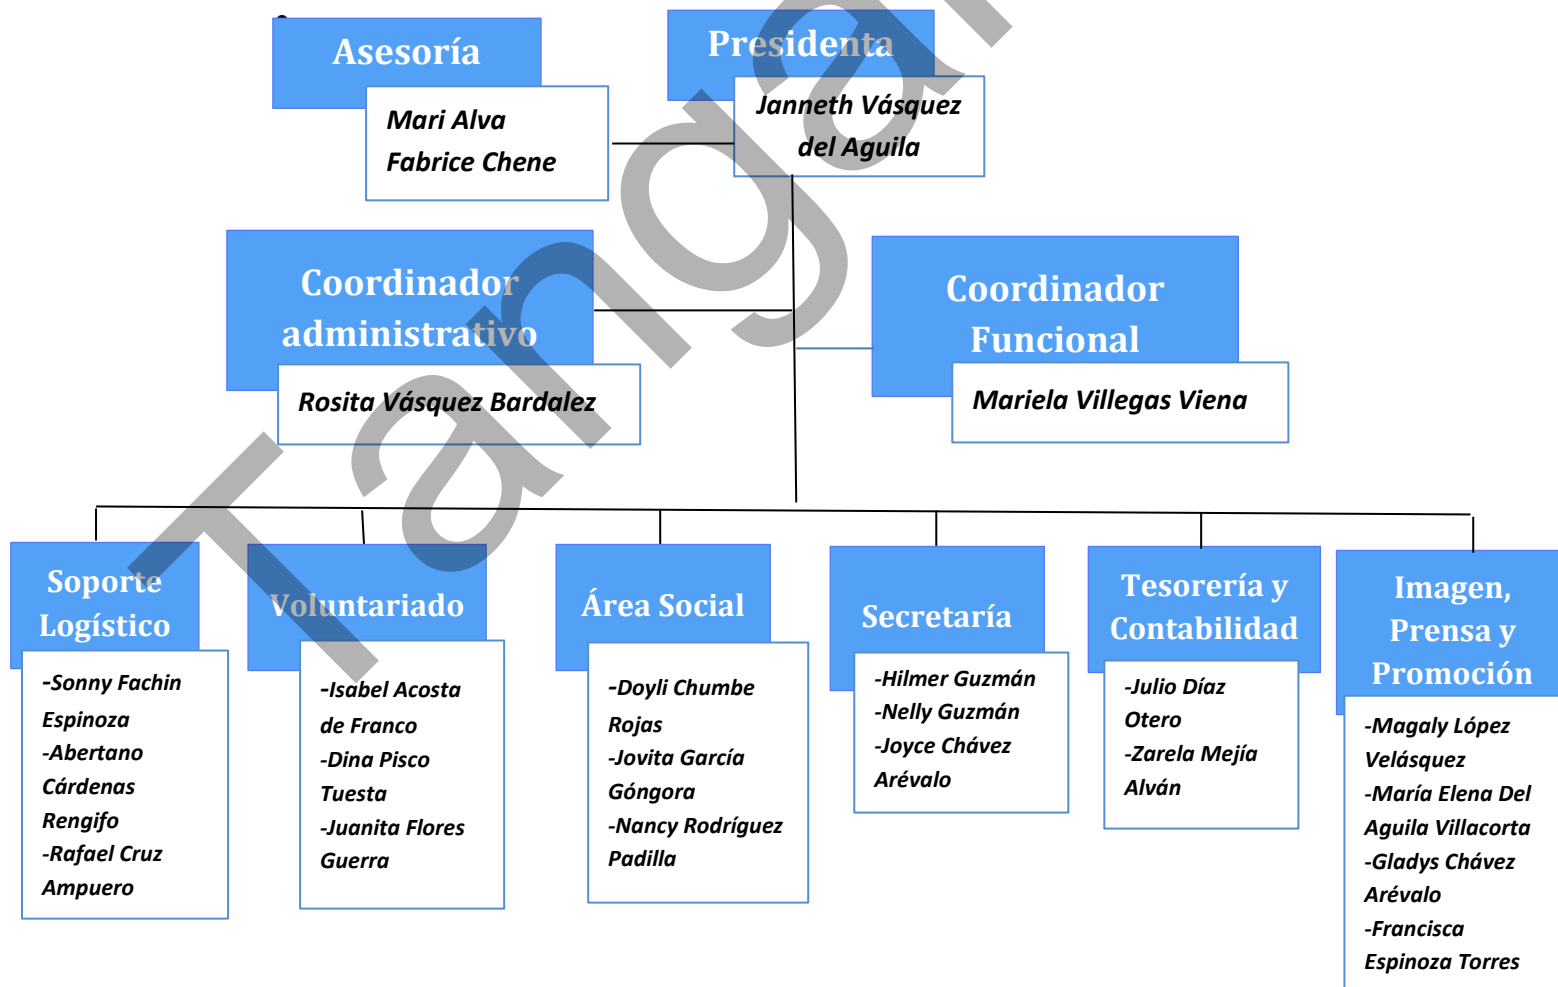 Asesoría
Mari Alva
Fabrice Chene
Presidenta
Janneth Vásquez
del Aguila
Coordinador
administrativo
Rosita Vásquez Bardalez
Coordinador
Funcional
Mariela Villegas Viena
Soporte
Logístico
-Sonny Fachin
Espinoza
-Abertano
Cárdenas
Rengifo
-Rafael Cruz
Ampuero
Voluntariado
-Isabel Acosta
de Franco
-Dina Pisco
Tuesta
-Juanita Flores
Guerra
Área Social
-Doyli Chumbe
Rojas
-Jovita García
Góngora
-Nancy Rodríguez
Padilla
Secretaría
-Hilmer Guzmán
-Nelly Guzmán
-Joyce Chávez
Arévalo
Tesorería y
Contabilidad
-Julio Díaz
Otero
-Zarela Mejía
Alván
Imagen,
Prensa y
Promoción
-Magaly López
Velásquez
-María Elena Del
Aguila Villacorta
-Gladys Chávez
Arévalo
-Francisca
Espinoza Torres